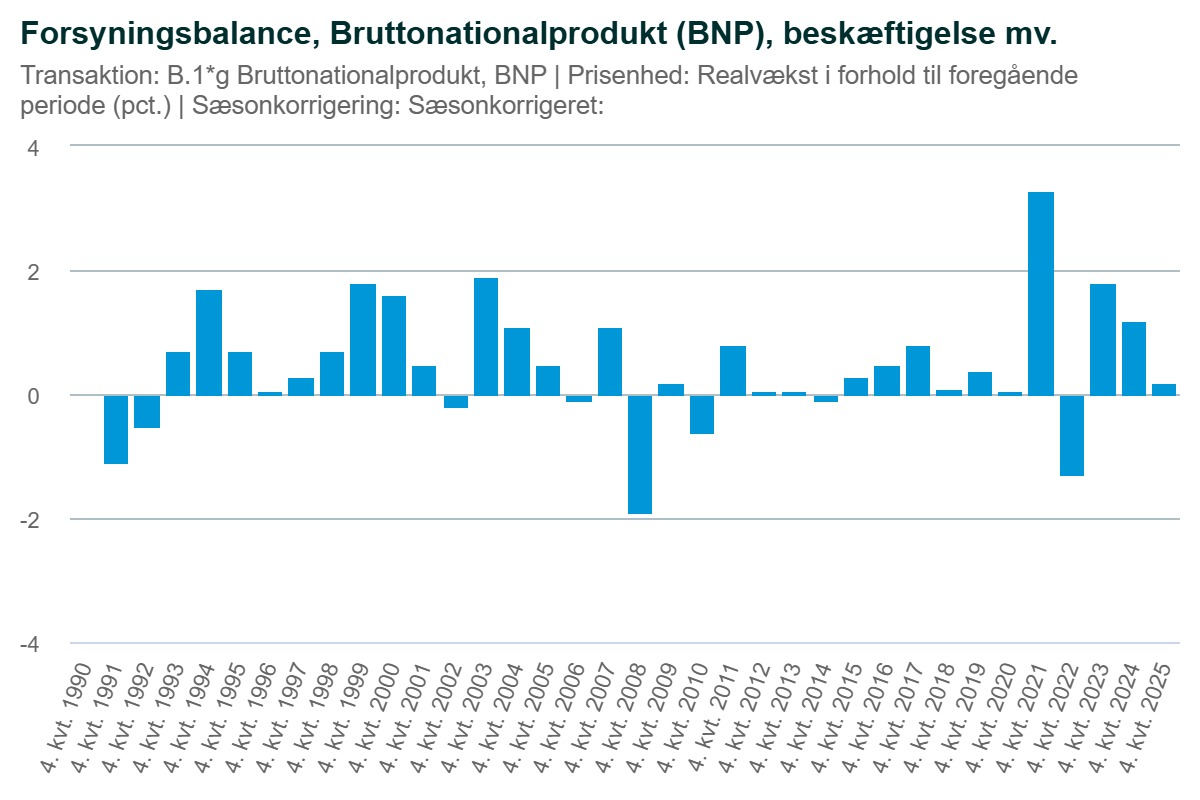 Forsyningsbalance, Bruttonationalprodukt (BNP), beskæftigelse mv.
Transaktion: B.1*g Bruttonationalprodukt, BNP | Prisenhed: Realvækst i forhold til foregående
periode (pct.) | Sæsonkorrigering: Sæsonkorrigeret:
4
2
0
-2
-4
4. kvt. 1990
4. kvt. 1991
4. kvt. 1992
4. kvt. 1993
4. kvt. 1994
4. kvt. 1995
4. kvt. 1996
4. kvt. 1997
4. kvt. 1998
4. kvt. 1999
4. kvt. 2000
4. kvt. 2001
4. kvt. 2002
4. kvt. 2003
4. kvt. 2004
4. kvt. 2005
4. kvt. 2006
4. kvt. 2007
4. kvt. 2008
4. kvt. 2009
4. kvt. 2010
4. kvt. 2011
4. kvt. 2012
4. kvt. 2013
4. kvt. 2014
4. kvt. 2015
4. kvt. 2016
4. kvt. 2017
4. kvt. 2018
4. kvt. 2019
4. kvt. 2020
4. kvt. 2021
4. kvt. 2022
4. kvt. 2023
4. kvt. 2024
4. kvt. 2025